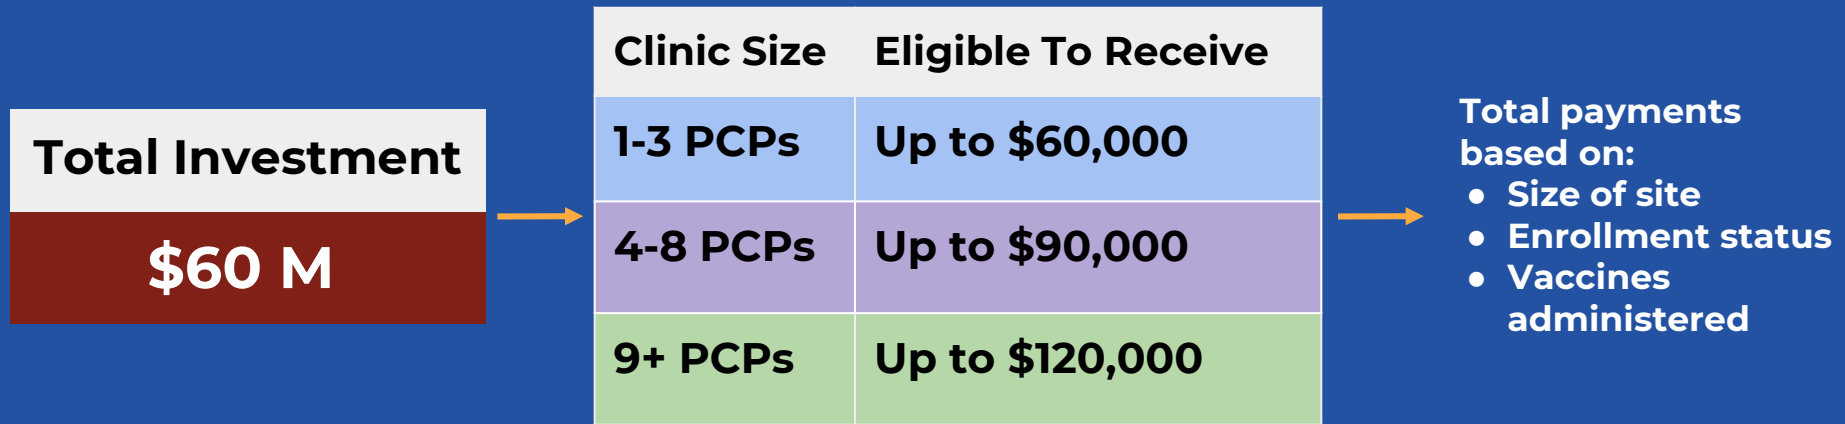 Total Investment
$60 M
Clinic Size Eligible To Receive
1-3 PCPs Up to $60,000
4-8 PCPs Up to $90,000
9+ PCPs Up to $120,000
Total payments
based on:
● Size of site
● Enrollment status
● Vaccines
administered